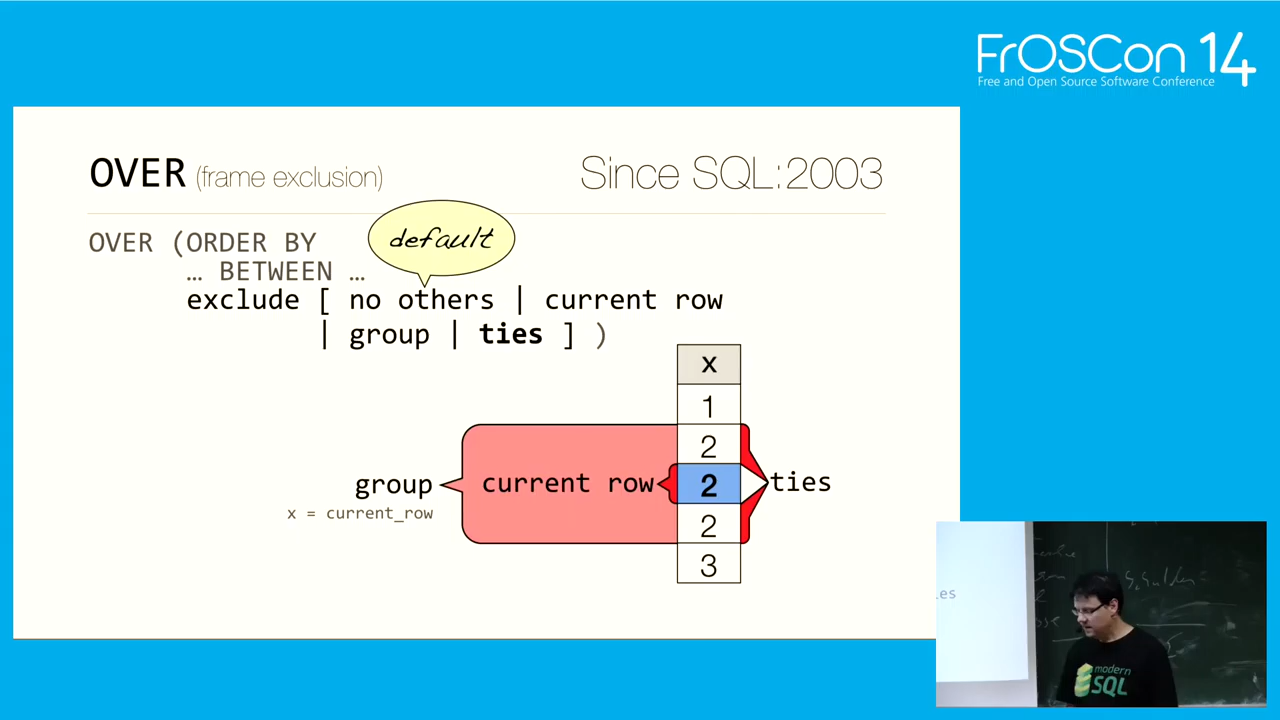 FrOSCon 14
Free and Open Source Software Conference
OVER (frame exclusion)
Since SQL:2003
default
OVER (ORDER BY
… BETWEEN …
exclude [ no others | current row
| group | ties ] )
x
1
2
2
2
3
group
x = current_row
current row
ties
modern
SQL